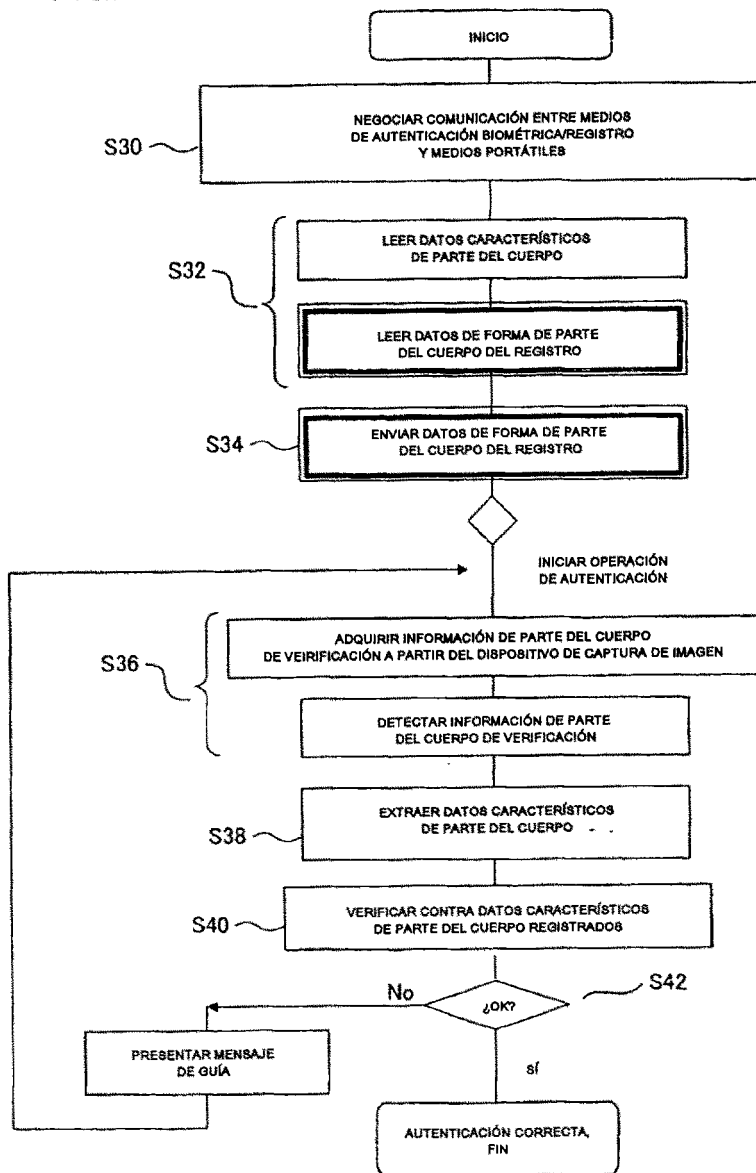 INICIO
S30
NEGOCIAR COMUNICACIÓN ENTRE MEDIOS
DE AUTENTICACIÓN BIOMÉTRICA/REGISTRO
Y MEDIOS PORTÁTILES
S32
LEER DATOS CARACTERÍSTICOS
DE PARTE DEL CUERPO
LEER DATOS DE FORMA DE PARTE
DEL CUERPO DEL REGISTRO
S34
ENVIAR DATOS DE FORMA DE PARTE
DEL CUERPO DEL REGISTRO
INICIAR OPERACIÓN
DE AUTENTICACIÓN
S36
ADQUIRIR INFORMACIÓN DE PARTE DEL CUERPO
DE VEIRIFICACIÓN A PARTIR DEL DISPOSITIVO DE CAPTURA DE IMAGEN
DETECTAR INFORMACIÓN DE PARTE
DEL CUERPO DE VERIFICACIÓN
S38
EXTRAER DATOS CARACTERÍSTICOS
DE PARTE DEL CUERPO
S40
VERIFICAR CONTRA DATOS CARACTERÍSTICOS
DE PARTE DEL CUERPO REGISTRADOS
No
¿OK?
S42
PRESENTAR MENSAJE
DE GUÍA
sí
AUTENTICACIÓN CORRECTA,
FIN